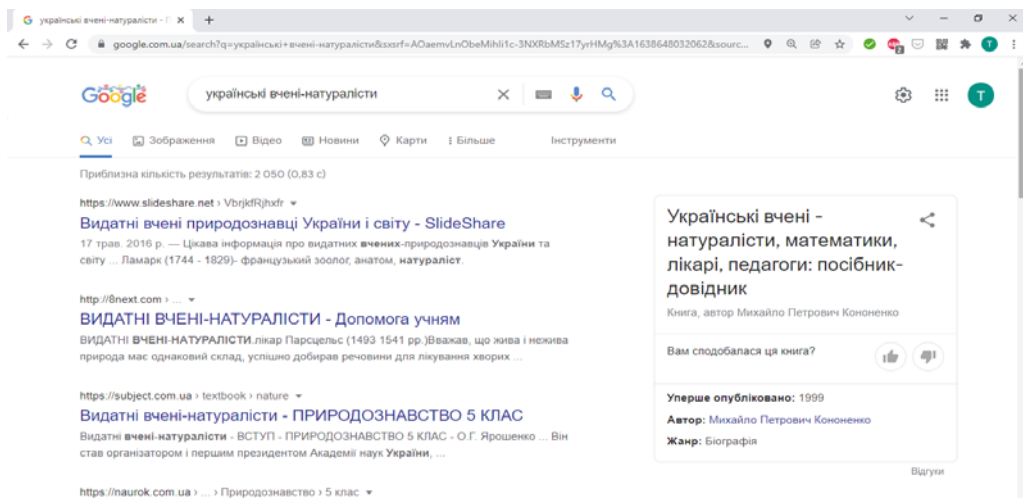 українські вчені-натуралісти - П
google.com.ua/search?q=українські+вчені-натуралісти&sxsrf=AOaemvLnObeMihIi1c-3NXRbMSz17yrHMg%3A1638648032062&sourc...
2
T
Google
українські вчені-натуралісти
T
Усі Зображення Відео Новини Карти Більше Інструменти
Приблизна кількість результатів: 2 050 (0,83 с)
https://www.slideshare.net › VbrjkfRjhxfr
Видатні вчені природознавці України і світу - SlideShare
17 трав. 2016 р. — Цікава інформація про видатних вчених-природознавців України та
світу ... Ламарк (1744 - 1829)- французький зоолог, анатом, натураліст.
http://8next.com › ...
ВИДАТНІ ВЧЕНІ-НАТУРАЛІСТИ - Допомога учням
ВИДАТНІ ВЧЕНІ-НАТУРАЛІСТИ.лікар Парсцельс (1493 1541 рр.)Вважав, що жива і нежива
природа має однаковий склад, успішно добирав речовини для лікування хворих ...
https://subject.com.ua › textbook › nature
Видатні вчені-натуралісти - ПРИРОДОЗНАВСТВО 5 КЛАС
Видатні вчені-натуралісти - ВСТУП - ПРИРОДОЗНАВСТВО 5 КЛАС - О.Г. Ярошенко ... Він
став організатором і першим президентом Академії наук України, ...
https://naurok.com.ua › ... › Природознавство › 5 клас
Українські вчені -
натуралісти, математики,
лікарі, педагоги: посібник-
довідник
Книга, автор Михайло Петрович Кононенко
Вам сподобалася ця книга?
Уперше опубліковано: 1999
Автор: Михайло Петрович Кононенко
Жанр: Біографія
Відгуки